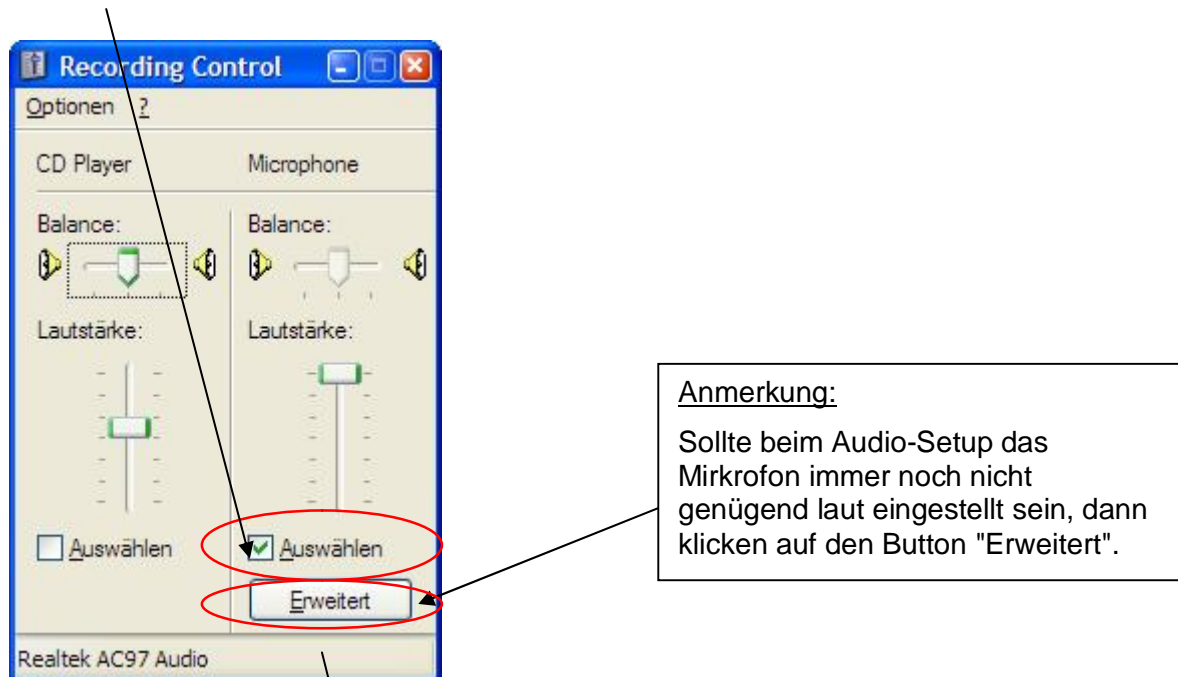 Recording Control
Optionen ?
CD Player Microphone
Balance: Balance:
Lautstärke: Lautstärke:
Auswählen Auswählen
Erweitert
Realtek AC97 Audio
Anmerkung:
Sollte beim Audio-Setup das
Mirkrofon immer noch nicht
genügend laut eingestellt sein, dann
klicken auf den Button "Erweitert".